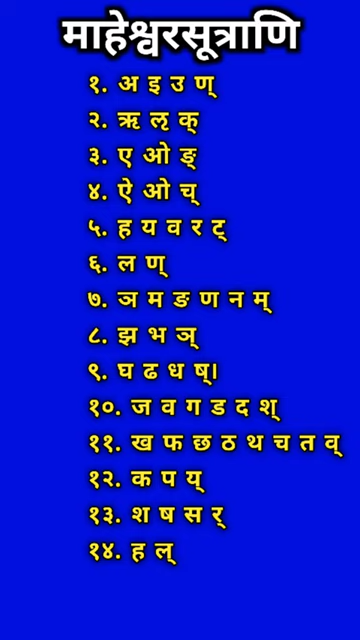 माहेश्वरसूत्राणि
१. अ इ उ ण्
२. ऋ ऌ क्
३. ए ओ ङ्
४. ऐ ओ च्
५. ह य व र ट्
६. ल ण्
७. ञ म ङ ण न म्
८. झ भ ञ्
९. घ ढ ध ष्।
१०. ज व ग ड द श्
११. ख फ छ ठ थ च त व्
१२. क प य्
१३. श ष स र्
१४. ह ल्